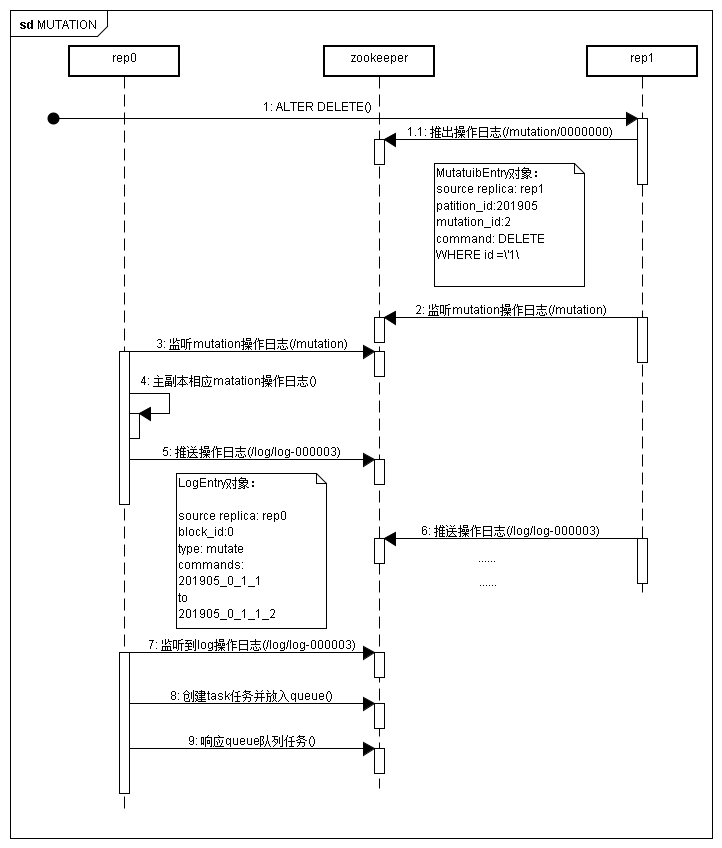 sd MUTATION
rep0
zookeeper
rep1
1: ALTER DELETE()
1.1: 推出操作日志(/mutation/0000000)
MutatuibEntry对象：
source replica: rep1
patition_id:201905
mutation_id:2
command: DELETE
WHERE id =\'1\
2: 监听mutation操作日志(/mutation)
3: 监听mutation操作日志(/mutation)
4: 主副本相应matation操作日志()
5: 推送操作日志(/log/log-000003)
LogEntry对象：
source replica: rep0
block_id:0
type: mutate
commands:
201905_0_1_1
to
201905_0_1_1_2
6: 推送操作日志(/log/log-000003)
......
......
7: 监听到log操作日志(/log/log-000003)
8: 创建task任务并放入queue()
9: 响应queue队列任务()